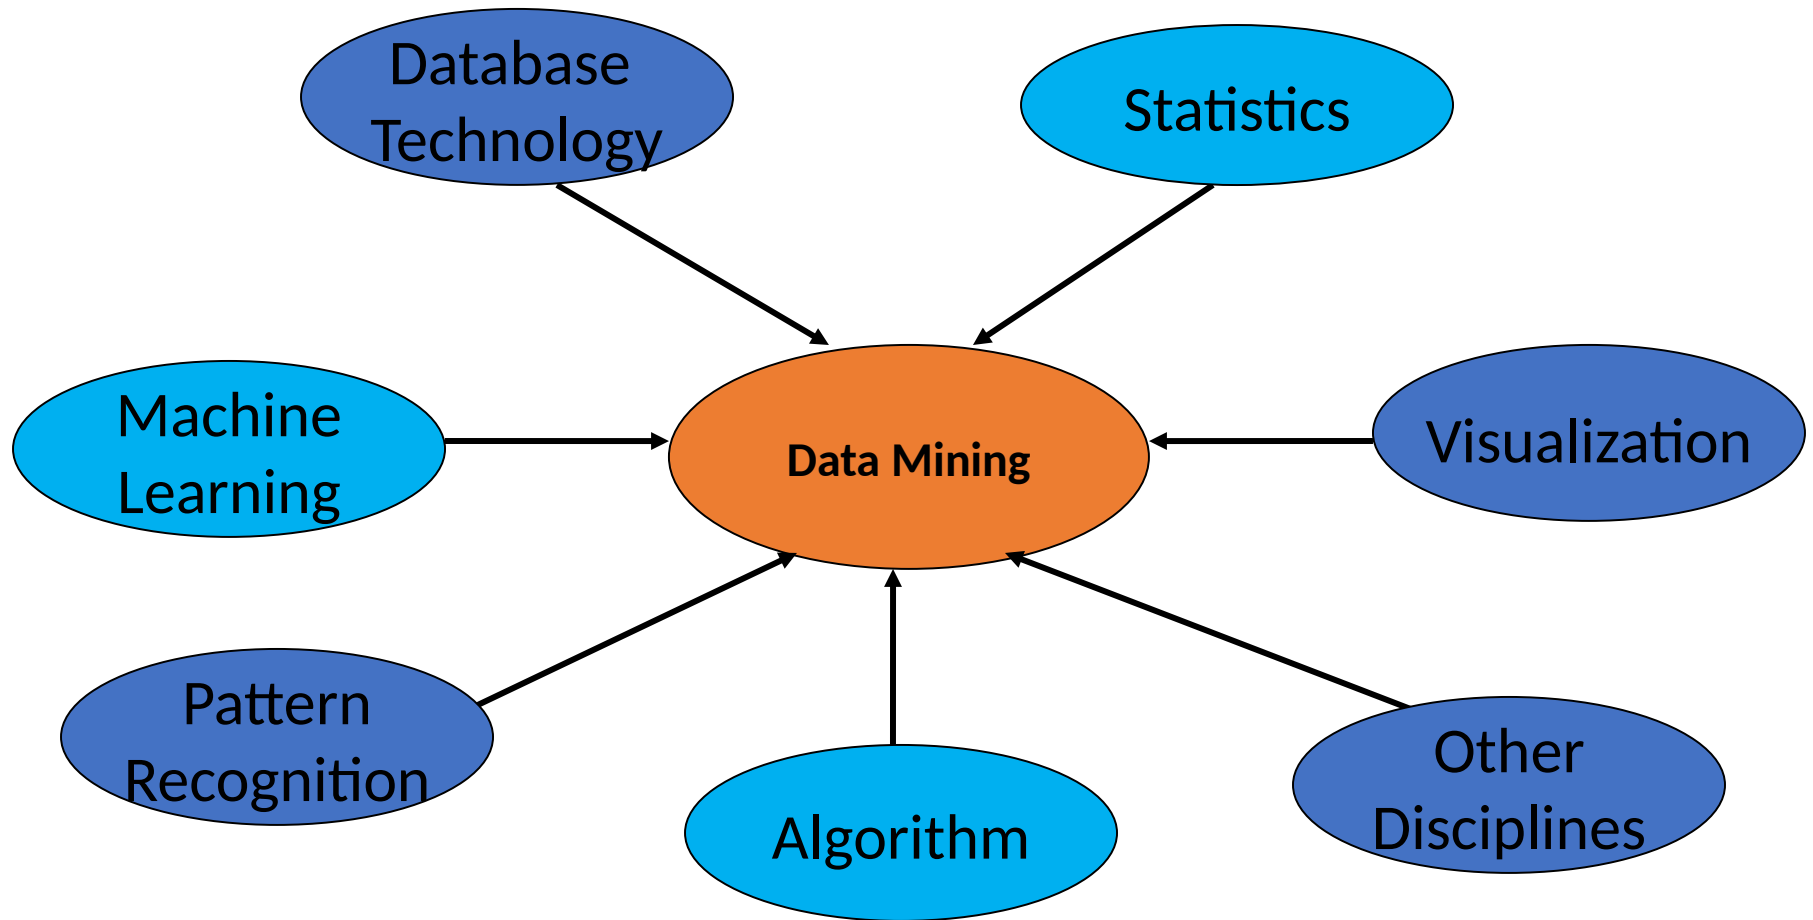 Database
Technology
Statistics
Machine
Learning
Data Mining
Visualization
Pattern
Recognition
Algorithm
Other
Disciplines